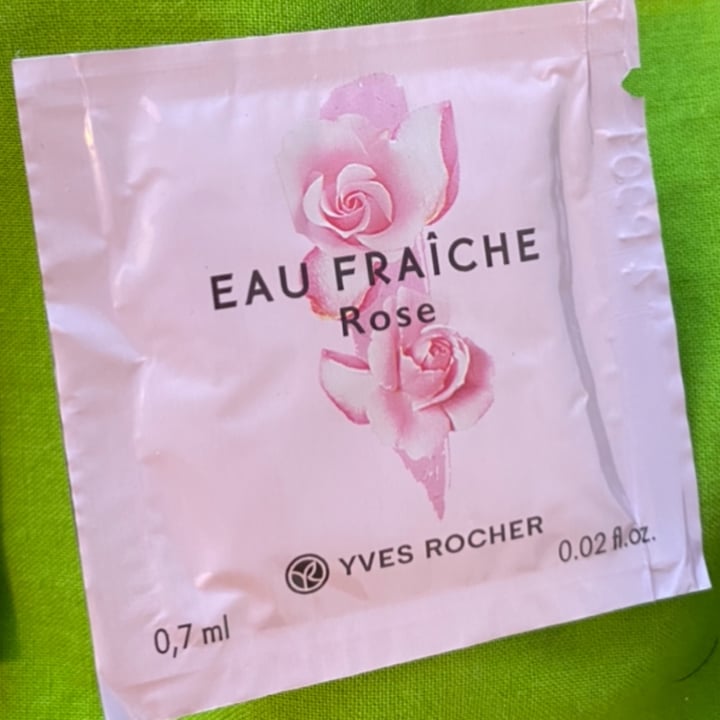 EAU FRAÎCHE
Rose
YVES ROCHER
0.02 fl.oz.
0,7 ml